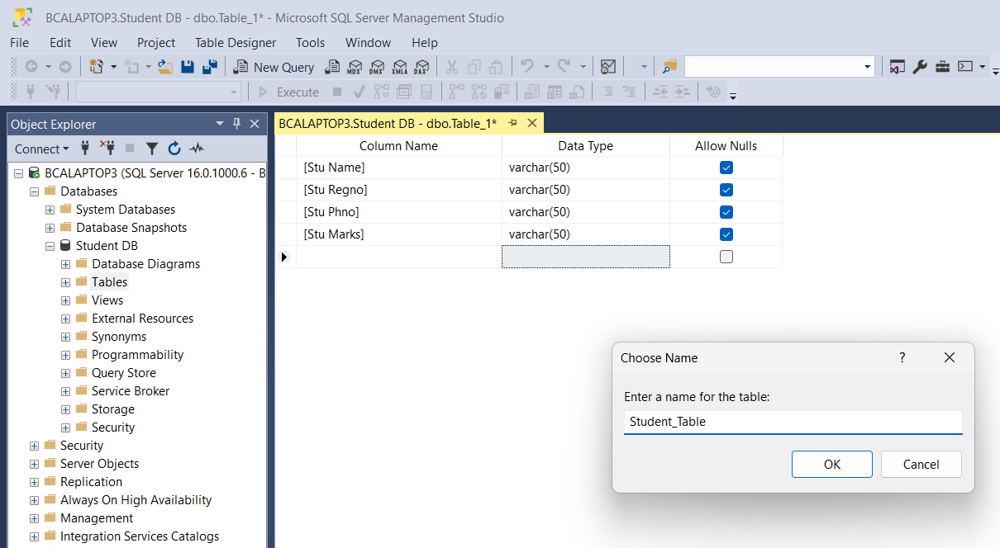 BCALAPTOP3.Student DB - dbo.Table_1* - Microsoft SQL Server Management Studio
File Edit View Project Table Designer Tools Window Help
New Query MDX DMX XMLA DAX
Execute
Object Explorer
Connect
BCALAPTOP3 (SQL Server 16.0.1000.6 - B
Databases
System Databases
Database Snapshots
Student DB
Database Diagrams
Tables
Views
External Resources
Synonyms
Programmability
Query Store
Service Broker
Storage
Security
Security
Server Objects
Replication
Always On High Availability
Management
Integration Services Catalogs
BCALAPTOP3.Student DB - dbo.Table_1*
Column Name Data Type Allow Nulls
[Stu Name] varchar(50)
[Stu Regno] varchar(50)
[Stu Phno] varchar(50)
[Stu Marks] varchar(50)
Choose Name ?
Enter a name for the table:
Student_Table
OK Cancel